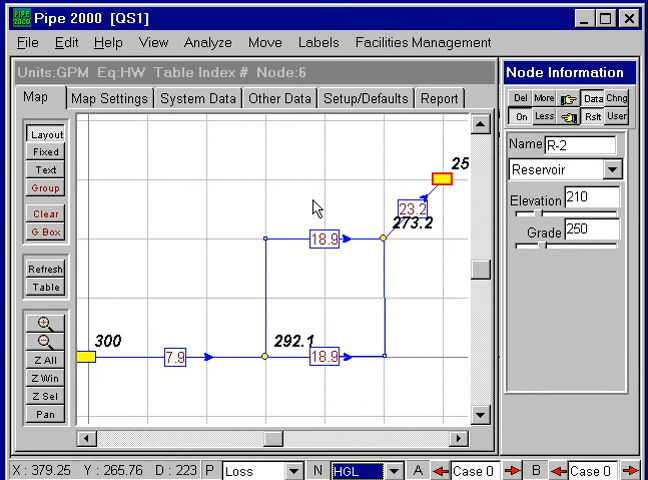 PIPE 2000 Pipe 2000 [QS1]
File Edit Help View Analyze Move Labels Facilities Management
Units:GPM Eq:HW Table Index # Node:6
Map Map Settings System Data Other Data Setup/Defaults Report
Layout
Fixed
Text
Group
Clear
G Box
Refresh
Table
Z All
Z Win
Z Sel
Pan
25
23.2
273.2
18.9
300
292.1
7.9
18.9
Node Information
Del More Data Chng
On Less Rslt User
Name R-2
Reservoir
Elevation 210
Grade 250
X : 379.25 Y : 265.76 D : 223 P Loss N HGL A Case 0 B Case 0